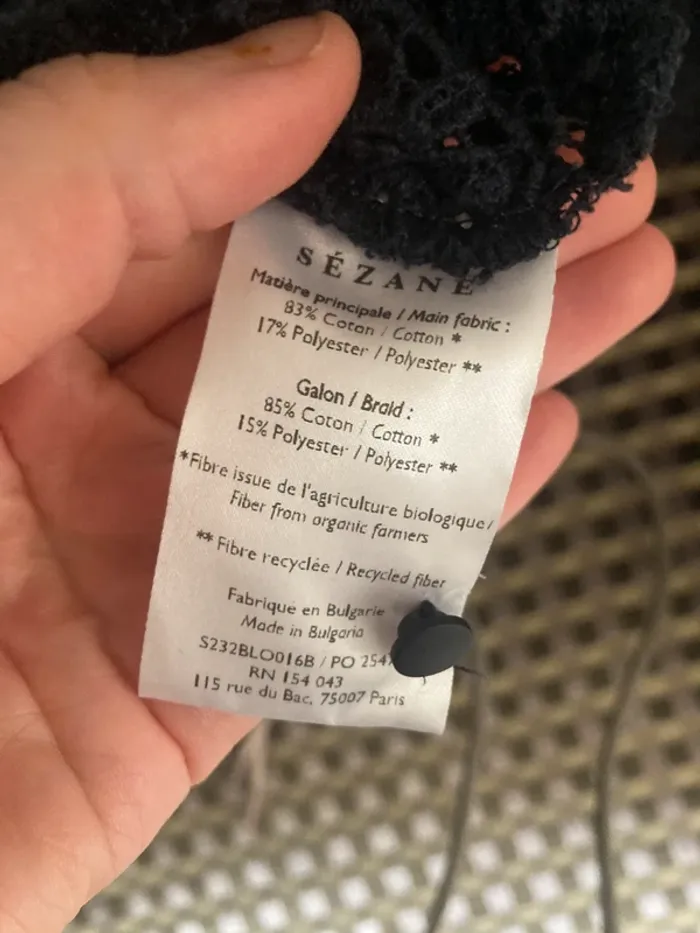 SÉZANE
Matière principale / Main fabric :
83% Coton / Cotton *
17% Polyester / Polyester **
Galon / Braid :
85% Coton / Cotton *
15% Polyester / Polyester **
*Fibre issue de l'agriculture biologique /
Fiber from organic farmers
** Fibre recyclée / Recycled fiber
Fabrique en Bulgarie
Made in Bulgaria
S232BLO016B / PO
RN 154 043
115 rue du Bac, 75007 Paris